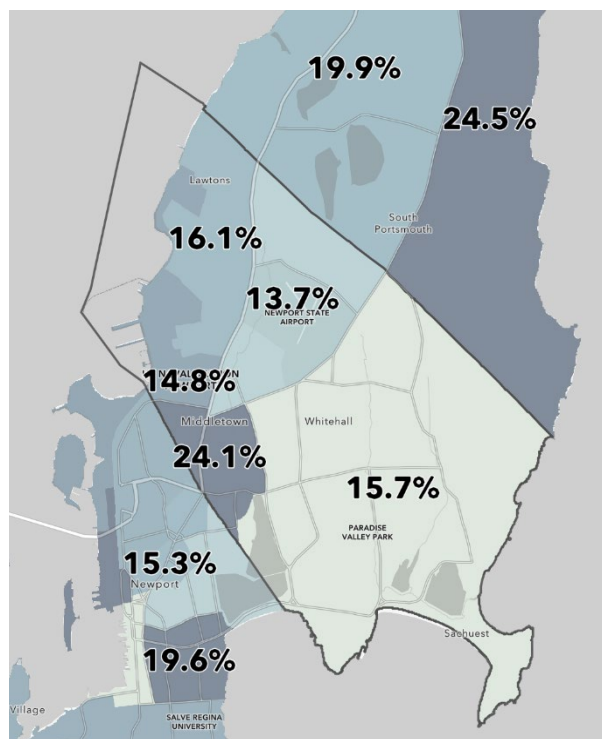 19.9%
24.5%
Lawtons
South
Portsmouth
16.1%
13.7%
NEWPORT STATE
AIRPORT
14.8%
Middletown
Whitehall
24.1%
15.7%
PARADISE
VALLEY PARK
15.3%
Newport
Sachuest
19.6%
Village
SALVE REGINA
UNIVERSITY